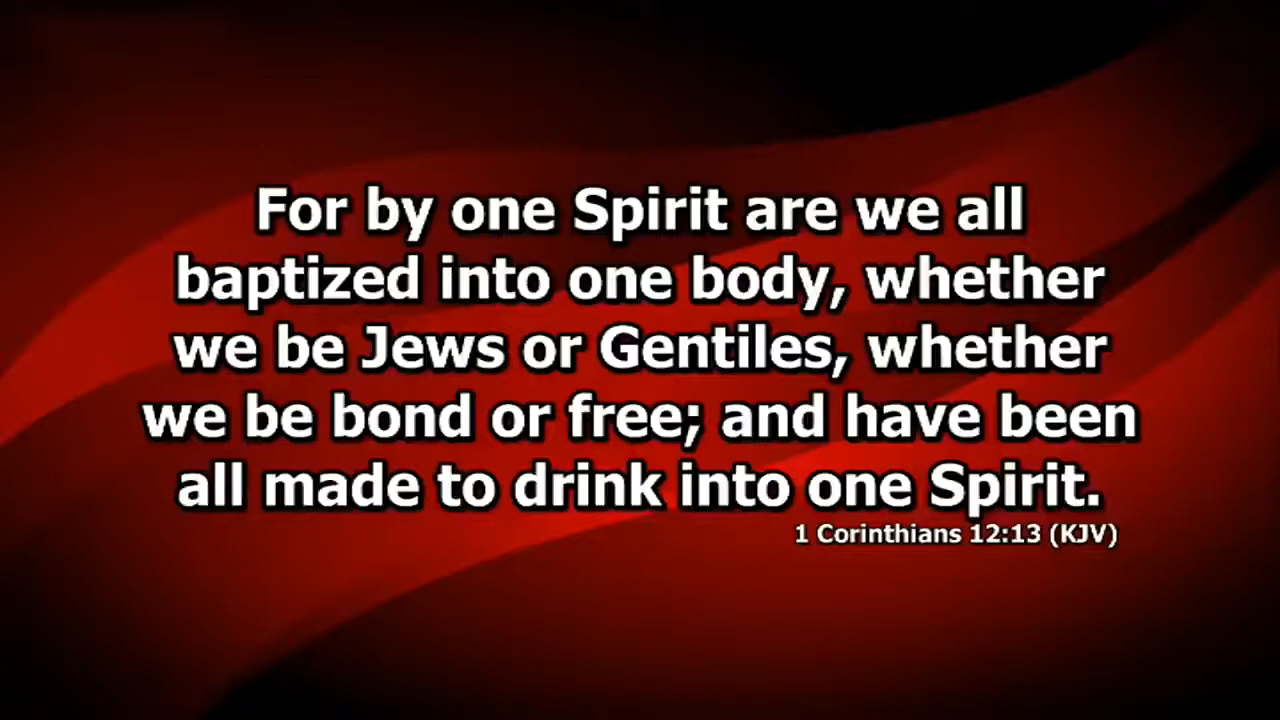 For by one Spirit are we all
baptized into one body, whether
we be Jews or Gentiles, whether
we be bond or free; and have been
all made to drink into one Spirit.
1 Corinthians 12:13 (KJV)